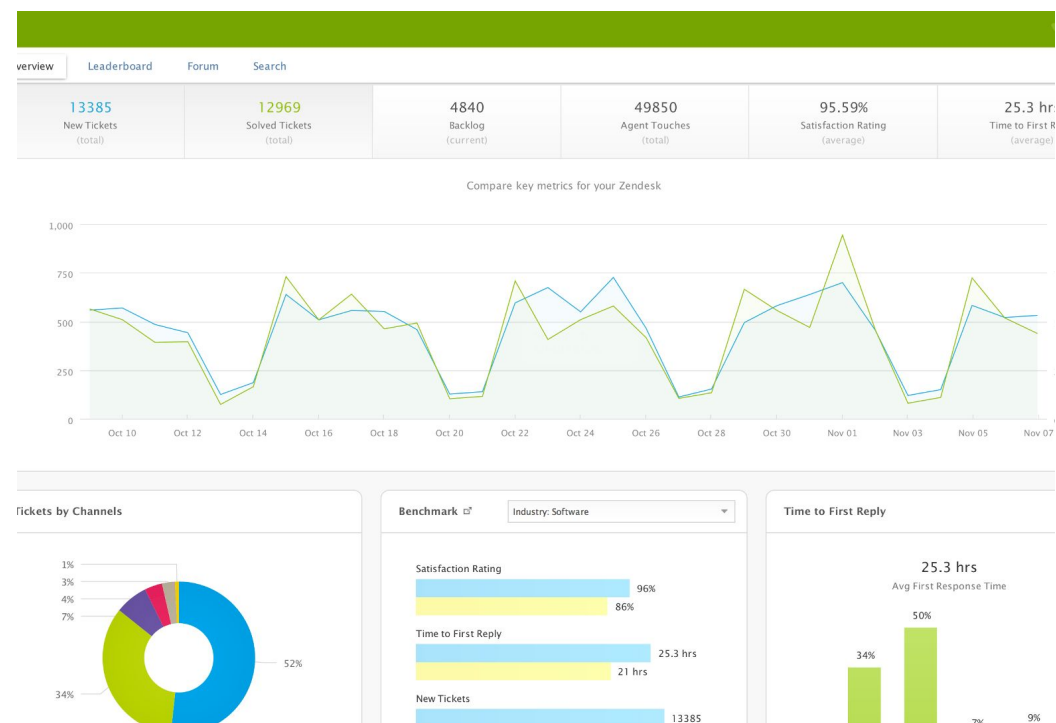 verview Leaderboard Forum Search
13385 12969 4840 49850 95.59% 25.3 hrs
New Tickets Solved Tickets Backlog Agent Touches Satisfaction Rating Time to First R
(total) (total) (current) (total) (average) (average)
Compare key metrics for your Zendesk
1,000
750
500
250
0
Oct 10 Oct 12 Oct 14 Oct 16 Oct 18 Oct 20 Oct 22 Oct 24 Oct 26 Oct 28 Oct 30 Nov 01 Nov 03 Nov 05 Nov 07
Tickets by Channels
1%
3%
4%
7%
52%
34%
Benchmark Industry: Software
Satisfaction Rating
96%
86%
Time to First Reply
25.3 hrs
21 hrs
New Tickets
13385
Time to First Reply
25.3 hrs
Avg First Response Time
50%
34%
7%
9%